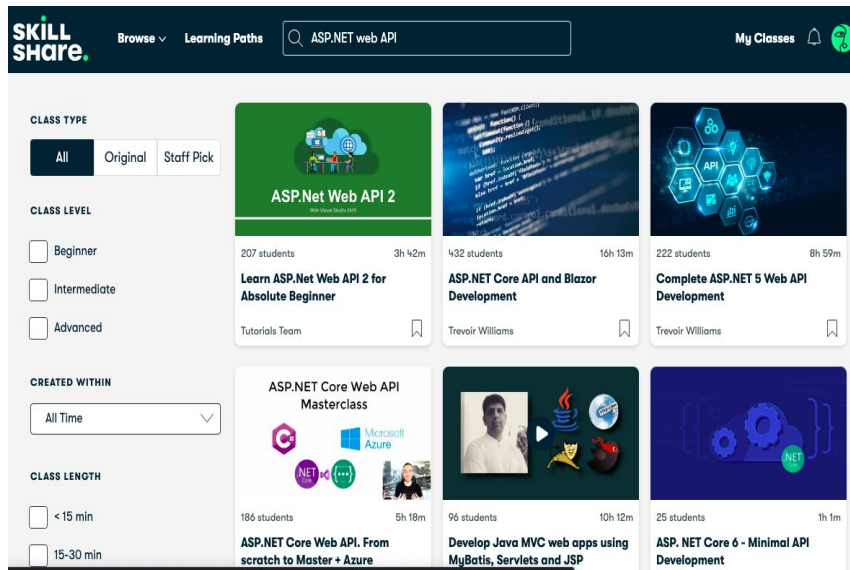 SKILL
SHare.
Browse
Learning Paths
ASP.NET web API
My Classes
CLASS TYPE
All
Original
Staff Pick
CLASS LEVEL
Beginner
Intermediate
Advanced
CREATED WITHIN
All Time
CLASS LENGTH
< 15 min
15-30 min
ASP.Net Web API 2
With Visual Studio 2015
207 students
3h 42m
Learn ASP.Net Web API 2 for
Absolute Beginner
Tutorials Team
432 students
16h 13m
ASP.NET Core API and Blazor
Development
Trevoir Williams
API
222 students
8h 59m
Complete ASP.NET 5 Web API
Development
Trevoir Williams
ASP.NET Core Web API
Masterclass
Microsoft
Azure
.NET
Core
186 students
5h 18m
ASP.NET Core Web API. From
scratch to Master + Azure
96 students
10h 12m
Develop Java MVC web apps using
MyBatis, Servlets and JSP
.NET
Core
25 students
1h 1m
ASP. NET Core 6 - Minimal API
Development